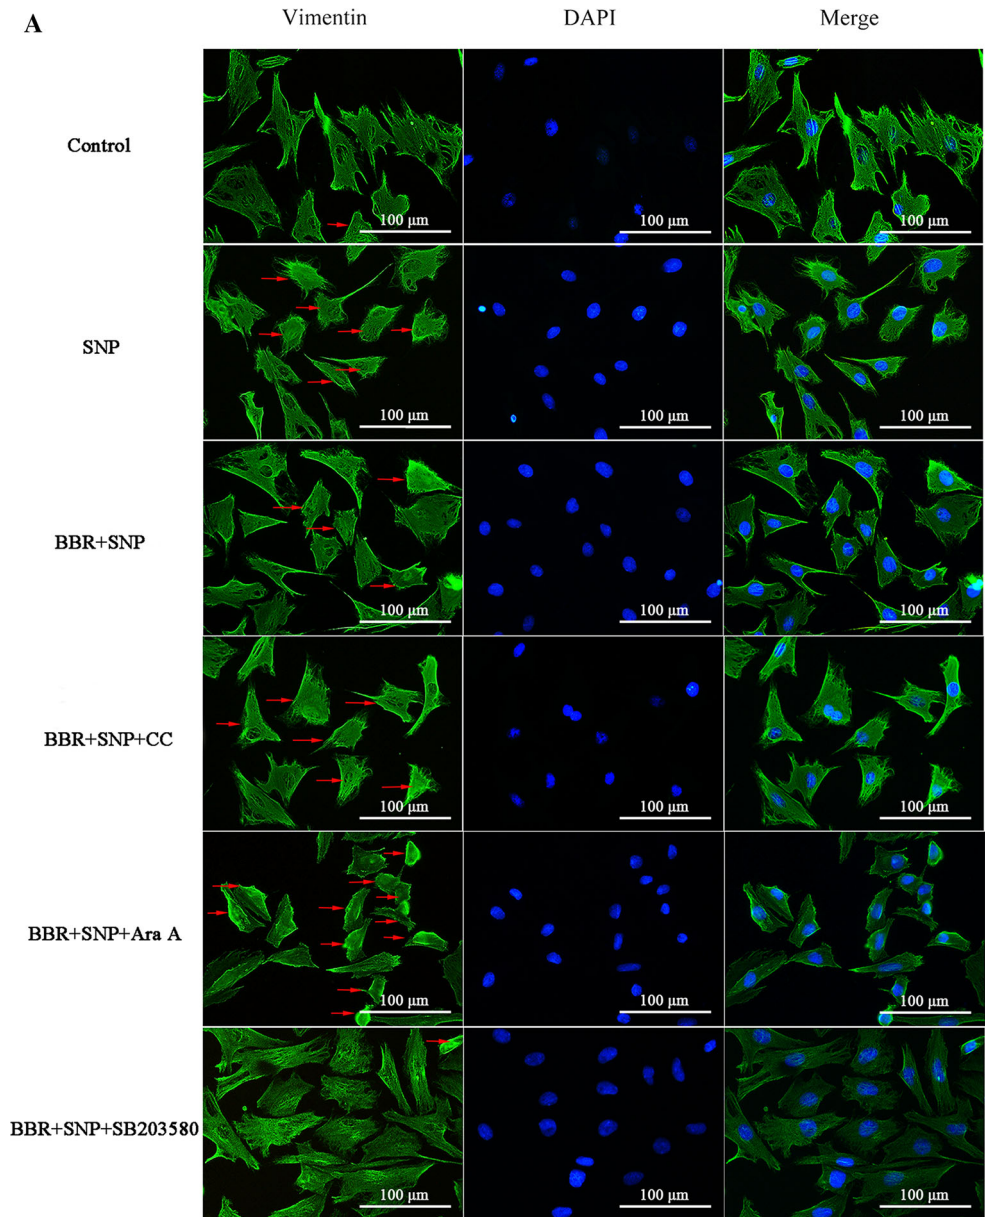 A
Vimentin DAPI Merge
Control
100 μm 100 μm 100 μm
SNP
100 μm 100 μm 100 μm
BBR+SNP
100 μm 100 μm 100 μm
BBR+SNP+CC
100 μm 100 μm 100 μm
BBR+SNP+Ara A
100 μm 100 μm 100 μm
BBR+SNP+SB203580
100 μm 100 μm 100 μm